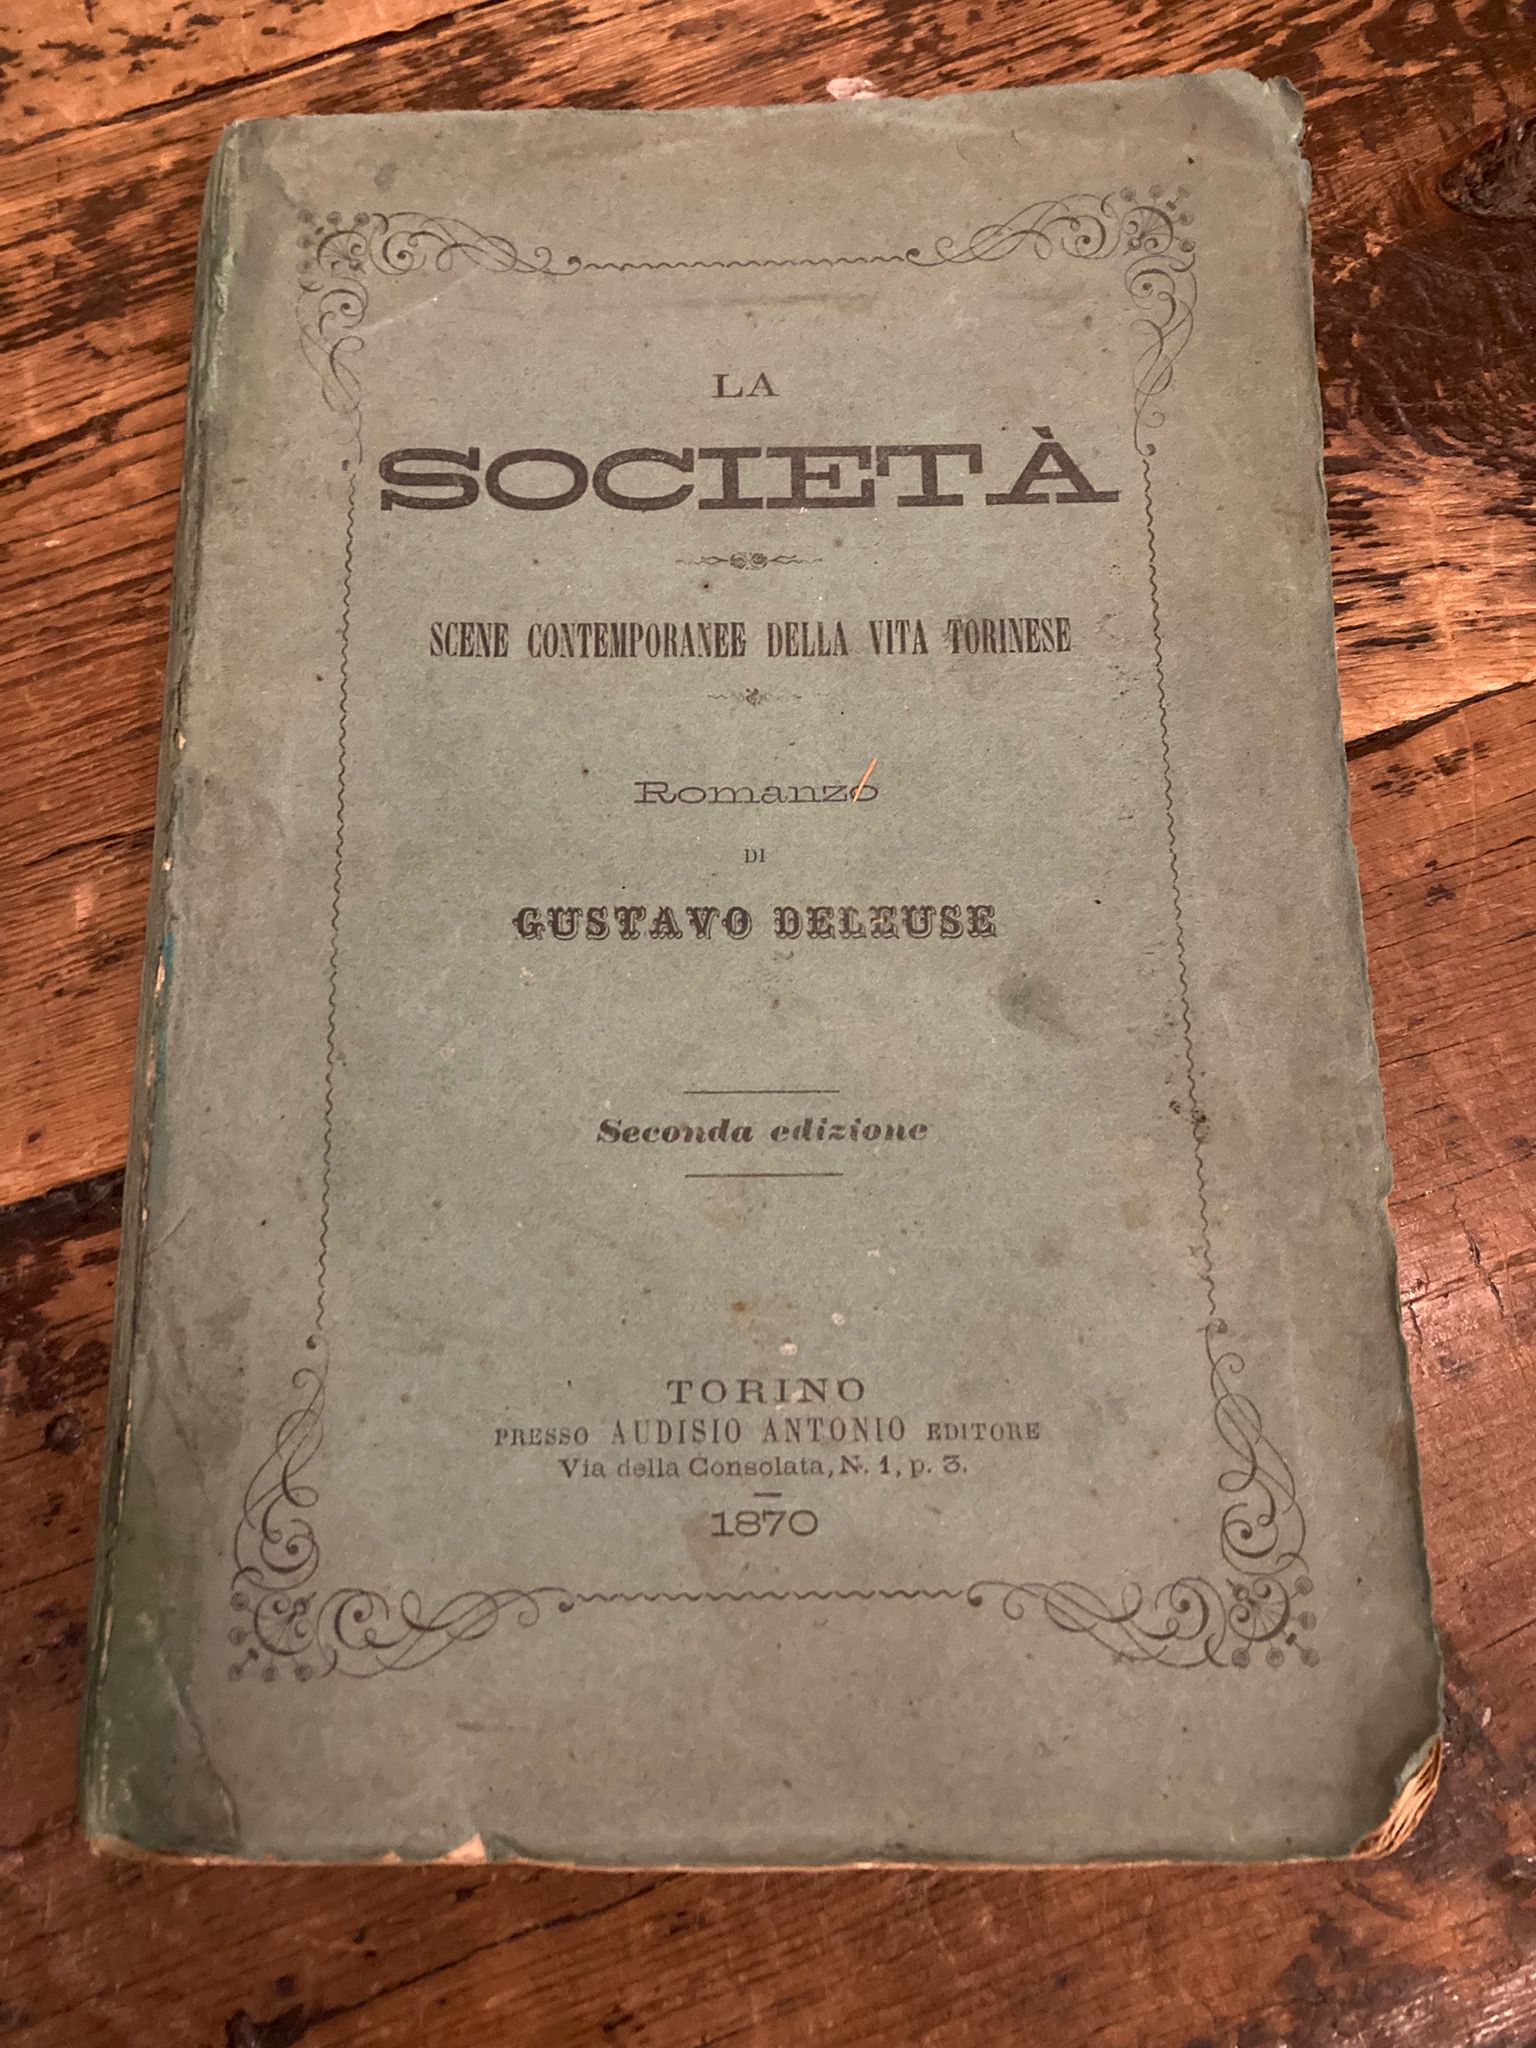 LA
SOCIETÀ
SCENE CONTEMPORANEE DELLA VITA TORINESE
Romanzo
DI
GUSTAVO DELEUSE
Seconda edizione
TORINO
PRESSO AUDISIO ANTONIO EDITORE
Via della Consolata, N. 1, p. 3.
1870